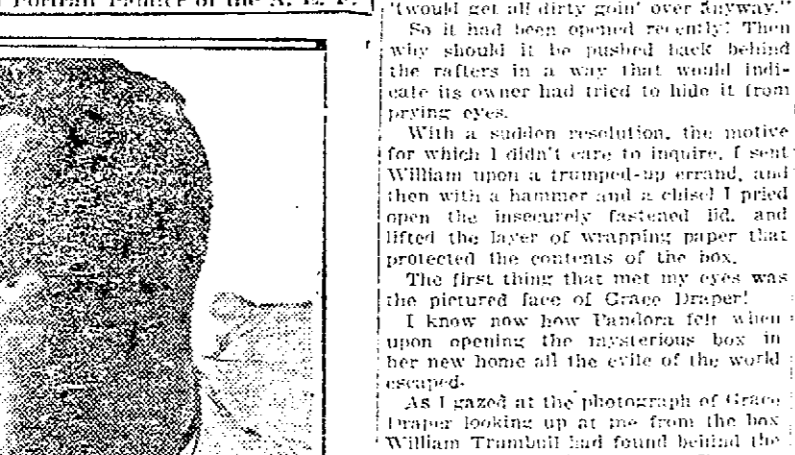 Portrait Painter of the A. E. F.
'twould get all dirty goin' over anyway."
So it had been opened recently! Then
why should it be pushed back behind
the rafters in a way that would indi-
cate its owner had tried to hide it from
prying eyes.
With a sudden resolution, the motive
for which I didn't care to inquire, I sent
William upon a trumped-up errand, and
then with a hammer and a chisel I pried
open the insecurely fastened lid, and
lifted the layer of wrapping paper that
protected the contents of the box.
The first thing that met my eyes was
the pictured face of Grace Draper!
I know now how Pandora felt when
upon opening the mysterious box in
her new home all the evils of the world
escaped.
As I gazed at the photograph of Grace
Draper looking up at me from the box
William Trumbull had found behind the